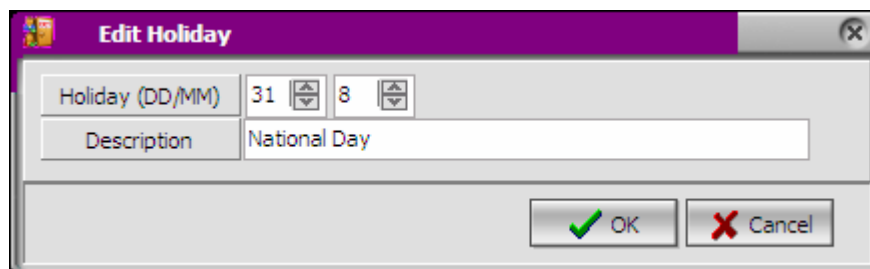 Edit Holiday
Holiday (DD/MM) 31 8
Description National Day
OK Cancel